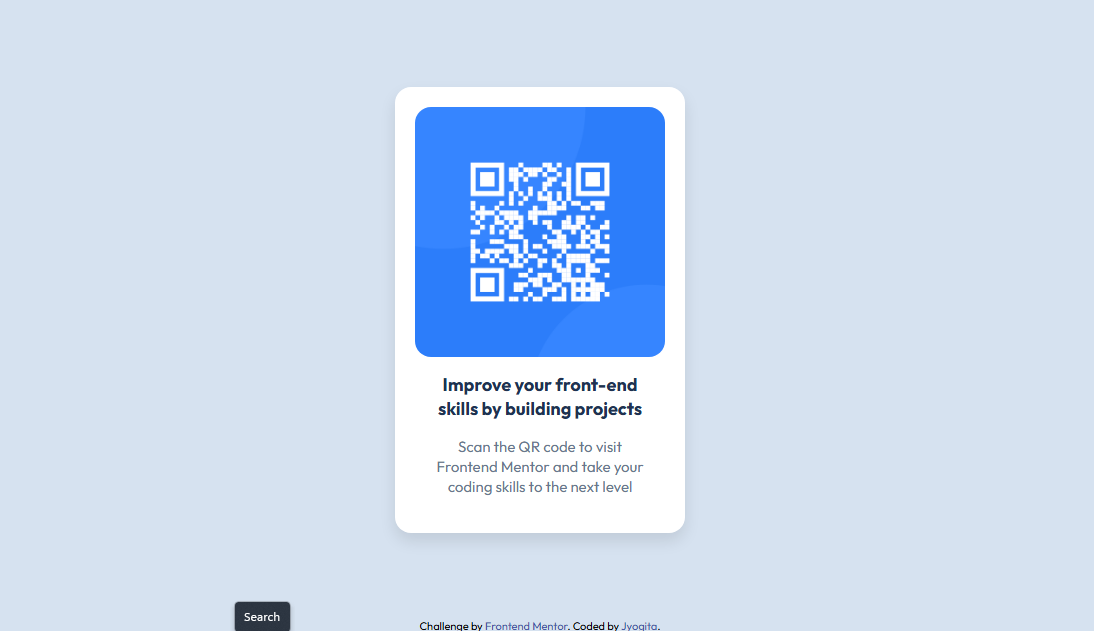 Improve your front-end
skills by building projects
Scan the QR code to visit
Frontend Mentor and take your
coding skills to the next level
Search
Challenge by Frontend Mentor. Coded by Jyogita.